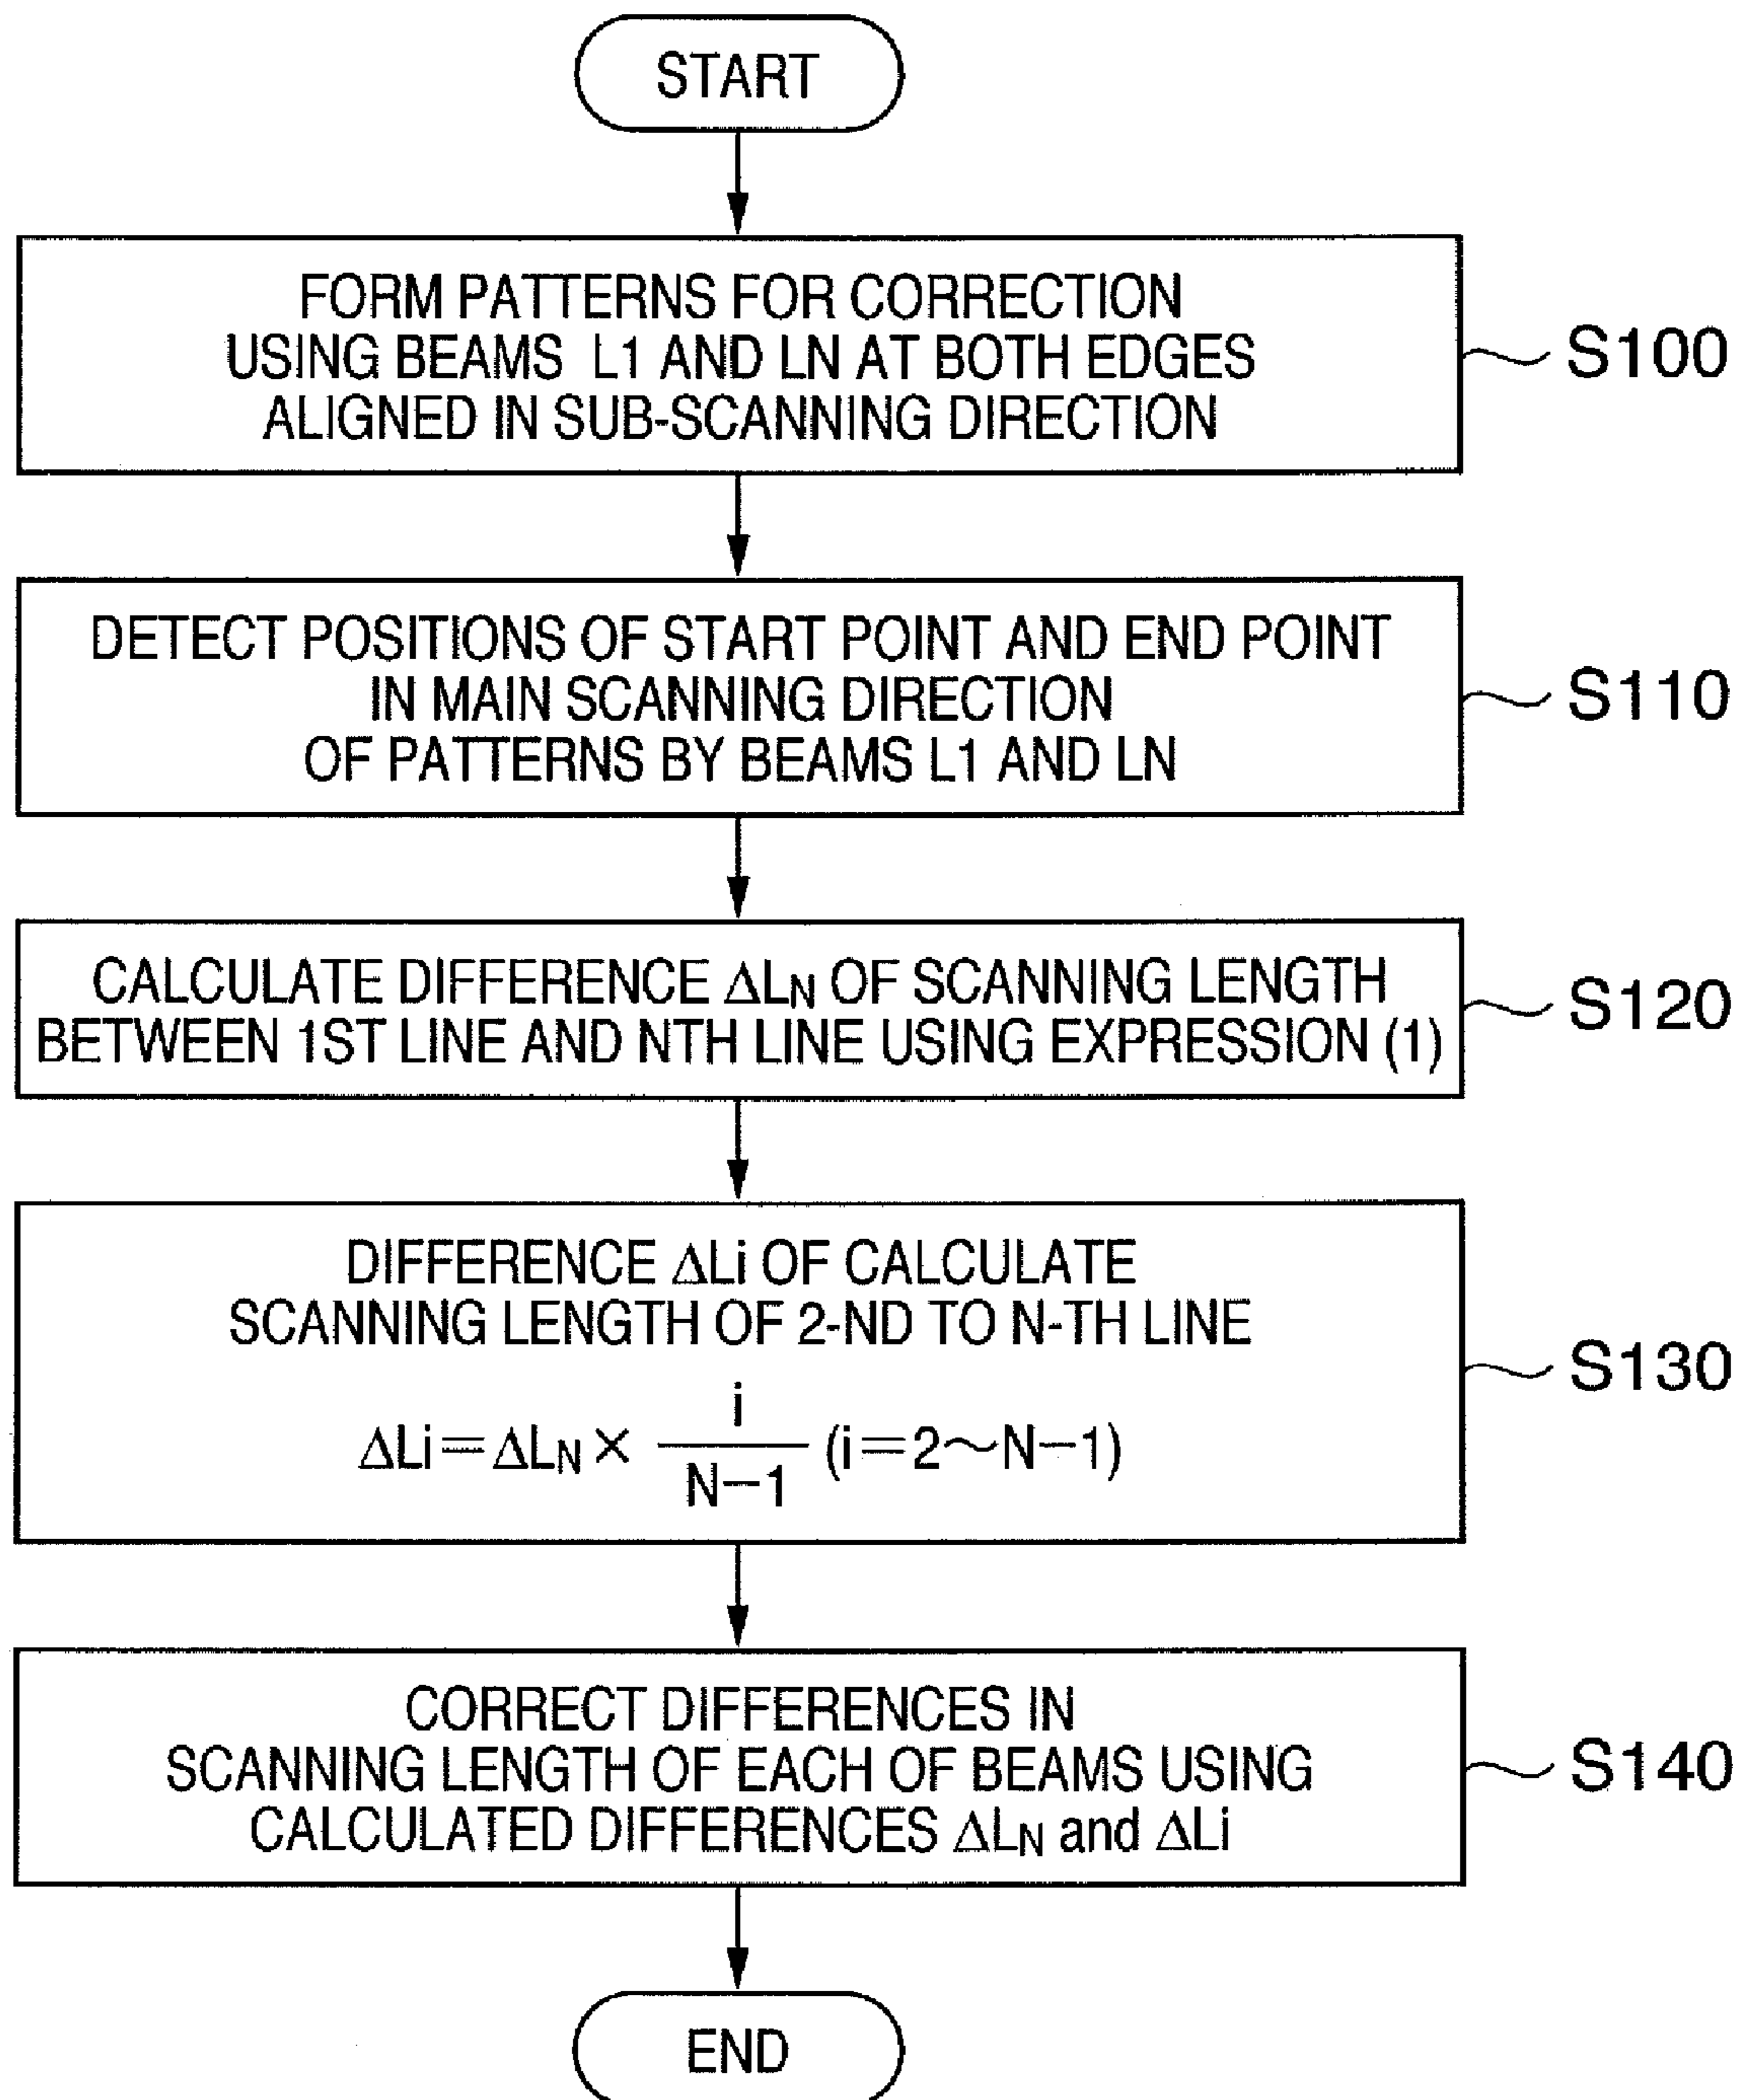 START
FORM PATTERNS FOR CORRECTION
USING BEAMS L1 AND LN AT BOTH EDGES
ALIGNED IN SUB-SCANNING DIRECTION
S100
DETECT POSITIONS OF START POINT AND END POINT
IN MAIN SCANNING DIRECTION
OF PATTERNS BY BEAMS L1 AND LN
S110
CALCULATE DIFFERENCE ΔLN OF SCANNING LENGTH
BETWEEN 1ST LINE AND NTH LINE USING EXPRESSION (1)
S120
DIFFERENCE ΔLi OF CALCULATE
SCANNING LENGTH OF 2-ND TO N-TH LINE
ΔLi=ΔLN× i/N-1 (i=2~N-1)
S130
CORRECT DIFFERENCES IN
SCANNING LENGTH OF EACH OF BEAMS USING
CALCULATED DIFFERENCES ΔLN and ΔLi
S140
END